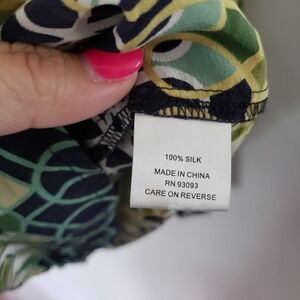 100% SILK
MADE IN CHINA
RN 93093
CARE ON REVERSE